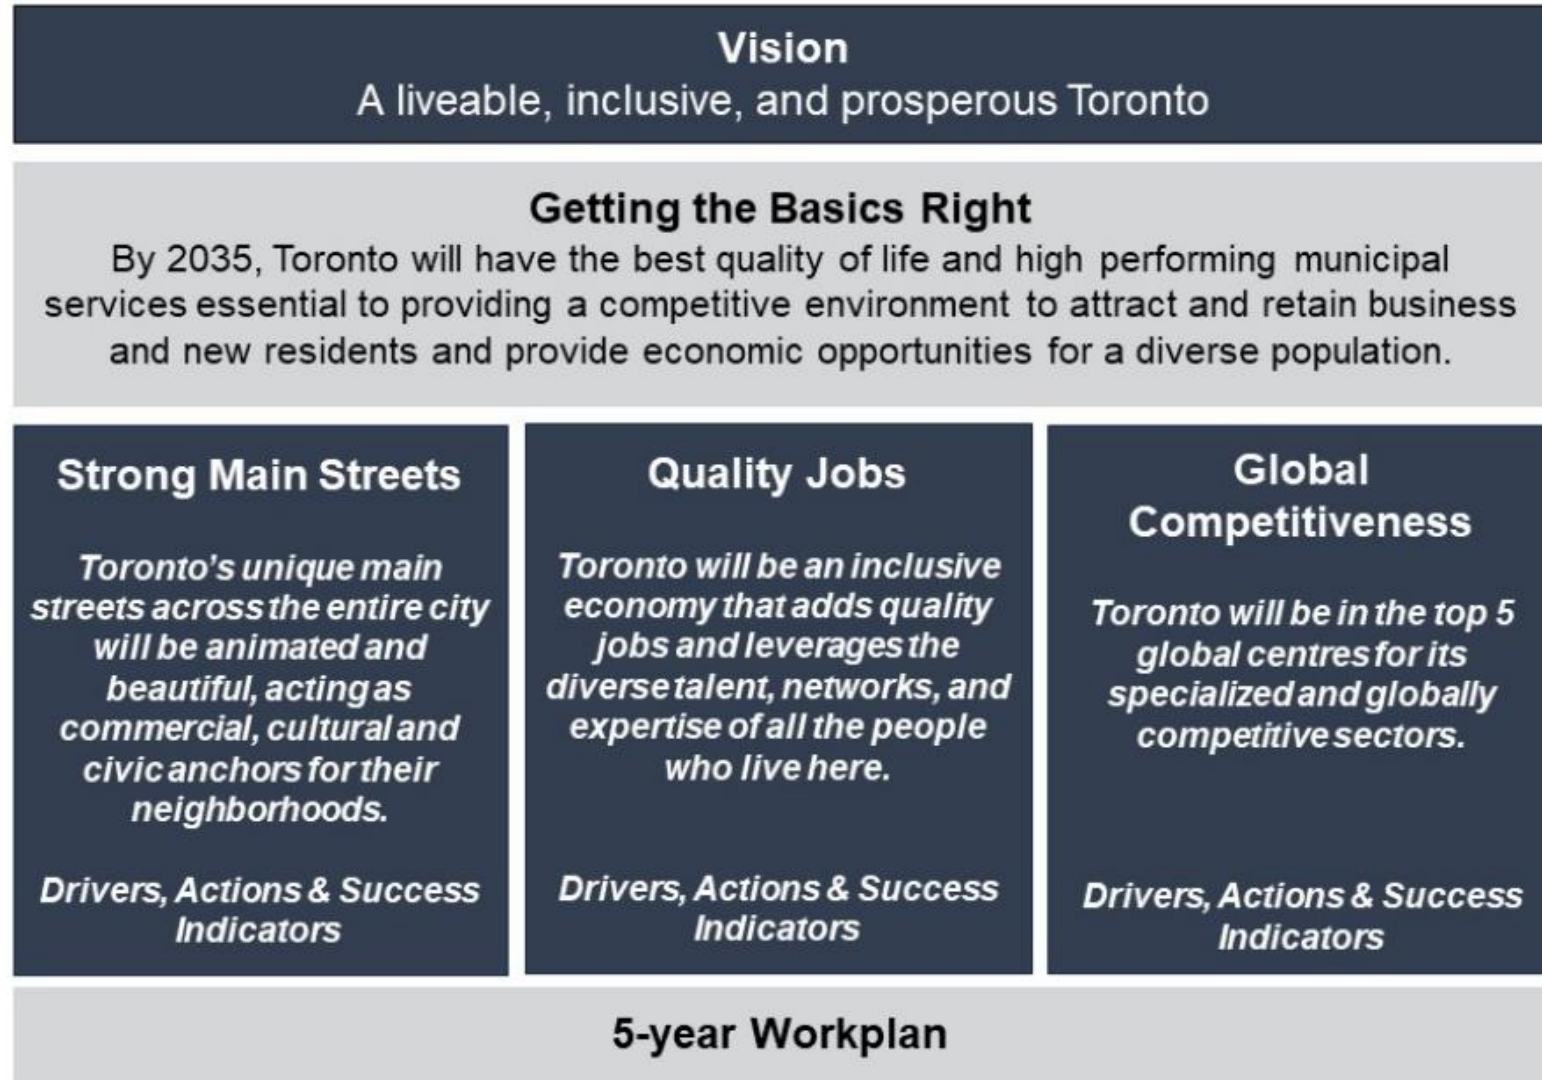 Vision
A liveable, inclusive, and prosperous Toronto
Getting the Basics Right
By 2035, Toronto will have the best quality of life and high performing municipal
services essential to providing a competitive environment to attract and retain business
and new residents and provide economic opportunities for a diverse population.
Strong Main Streets
Toronto's unique main
streets across the entire city
will be animated and
beautiful, acting as
commercial, cultural and
civic anchors for their
neighborhoods.
Drivers, Actions & Success
Indicators
Quality Jobs
Toronto will be an inclusive
economy that adds quality
jobs and leverages the
diverse talent, networks, and
expertise of all the people
who live here.
Drivers, Actions & Success
Indicators
Global
Competitiveness
Toronto will be in the top 5
global centres for its
specialized and globally
competitive sectors.
Drivers, Actions & Success
Indicators
5-year Workplan